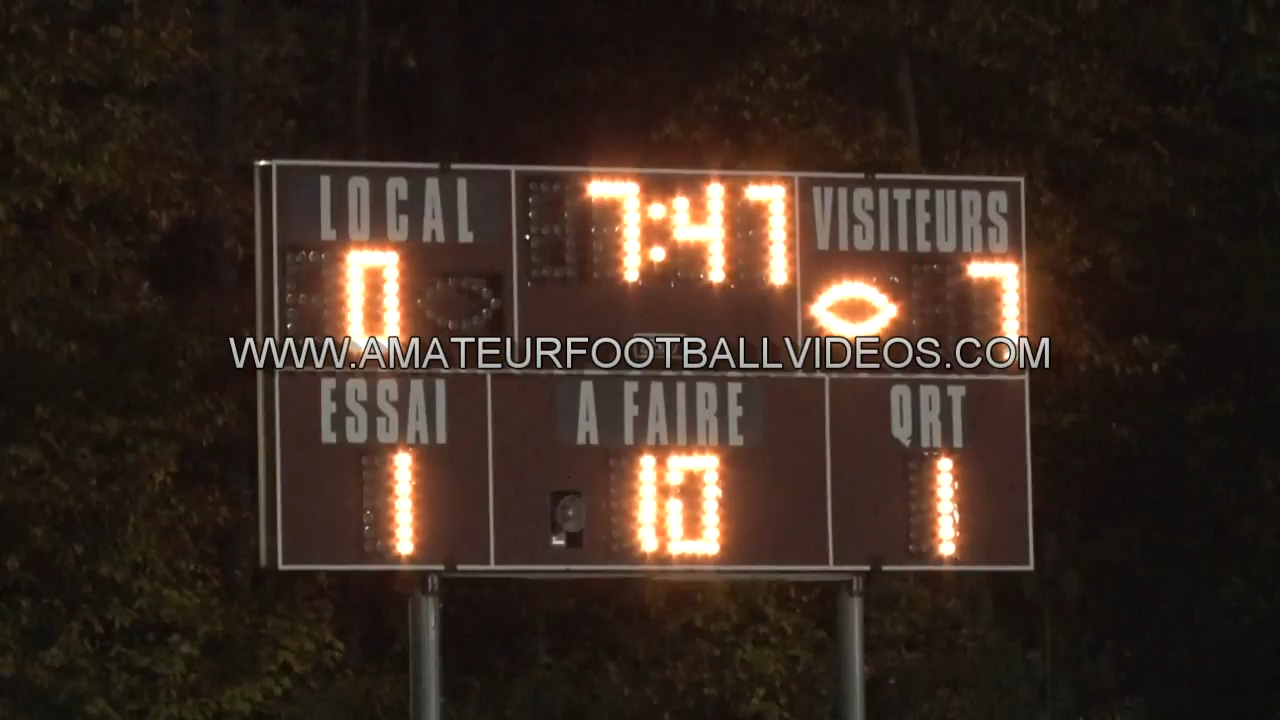 LOCAL 7:47 VISITEURS
0 7
WWW.AMATEURFOOTBALLVIDEOS.COM
ESSAI A FAIRE QRT
1 10 1